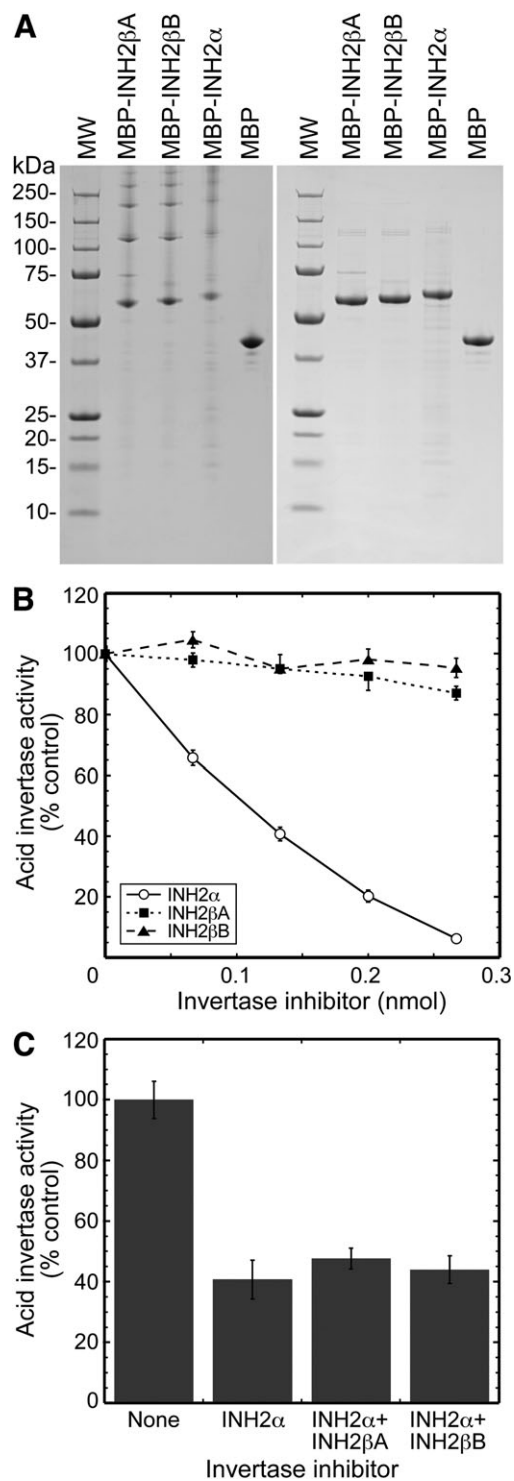 A
MW
MBP-INH2βA
MBP-INH2βB
MBP-INH2α
MBP
MW
MBP-INH2βA
MBP-INH2βB
MBP-INH2α
MBP
kDa
250-
150-
100-
75-
50-
37-
25-
20-
15-
10-
B
120
100
80
60
40
20
0
0.1
0.2
0.3
Acid invertase activity
(% control)
INH2α
INH2βA
INH2βB
Invertase inhibitor (nmol)
C
120
100
80
60
40
20
0
Acid invertase activity
(% control)
None
INH2α
INH2α+
INH2βA
INH2α+
INH2βB
Invertase inhibitor